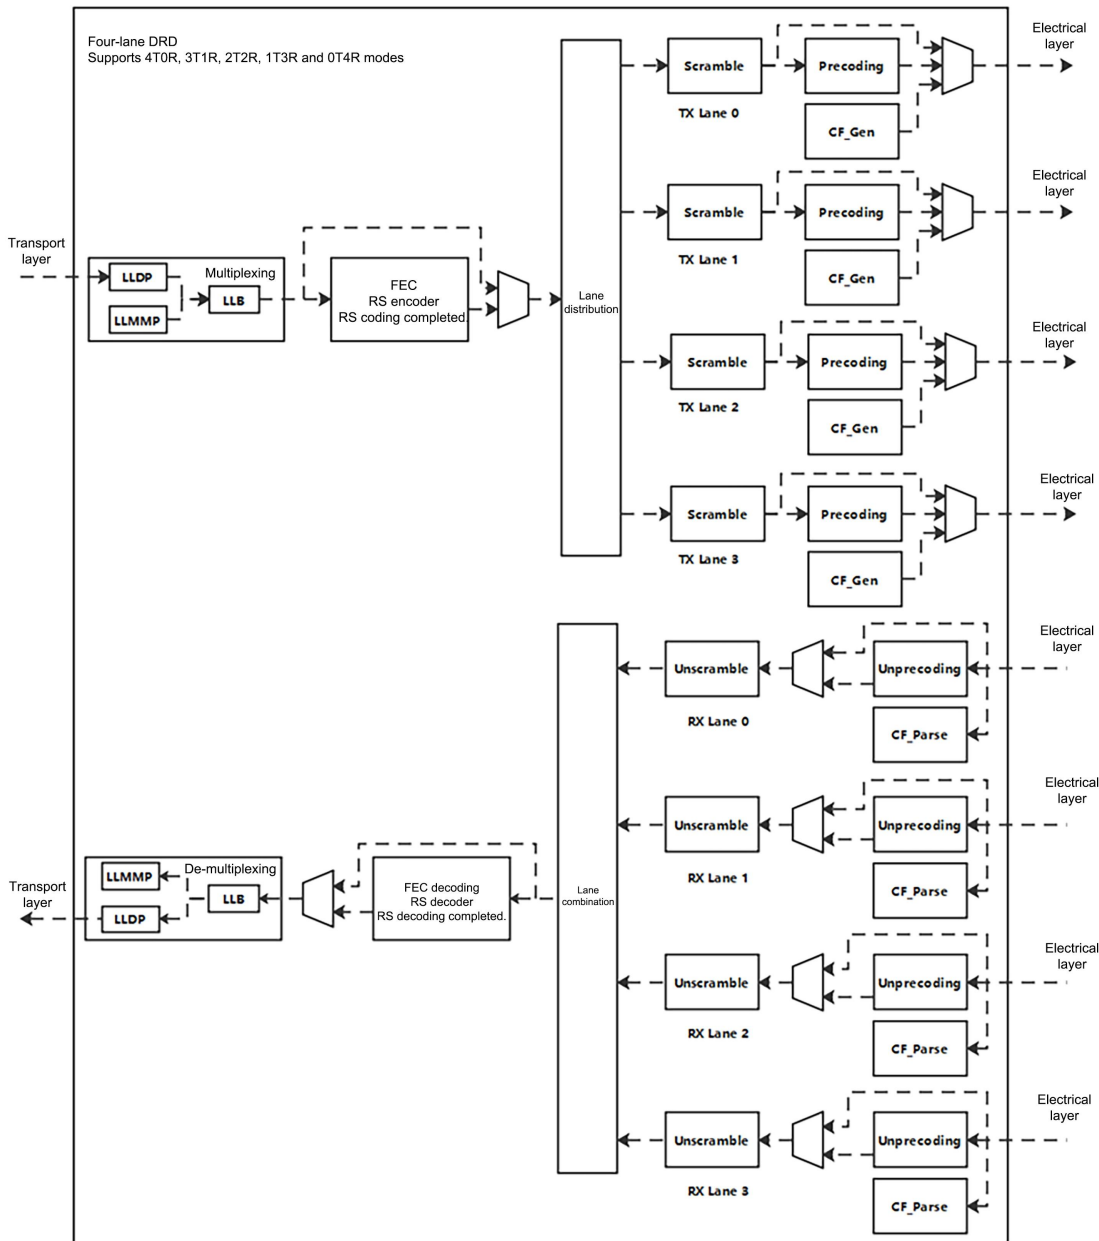 Four-lane DRD
Supports 4T0R, 3T1R, 2T2R, 1T3R and 0T4R modes
Electrical
layer
Scramble
Precoding
TX Lane 0
CF_Gen
Electrical
layer
Scramble
Precoding
TX Lane 1
CF_Gen
Transport
layer
LLDP
Multiplexing
LLB
LLMMP
FEC
RS encoder
RS coding completed.
Lane
distribution
Electrical
layer
Scramble
Precoding
TX Lane 2
CF_Gen
Electrical
layer
Scramble
Precoding
TX Lane 3
CF_Gen
Electrical
layer
Unscramble
Unprecoding
RX Lane 0
CF_Parse
Electrical
layer
Unscramble
Unprecoding
RX Lane 1
CF_Parse
Transport
layer
LLMMP
De-multiplexing
LLB
LLDP
FEC decoding
RS decoder
RS decoding completed.
Lane
combination
Electrical
layer
Unscramble
Unprecoding
RX Lane 2
CF_Parse
Electrical
layer
Unscramble
Unprecoding
RX Lane 3
CF_Parse